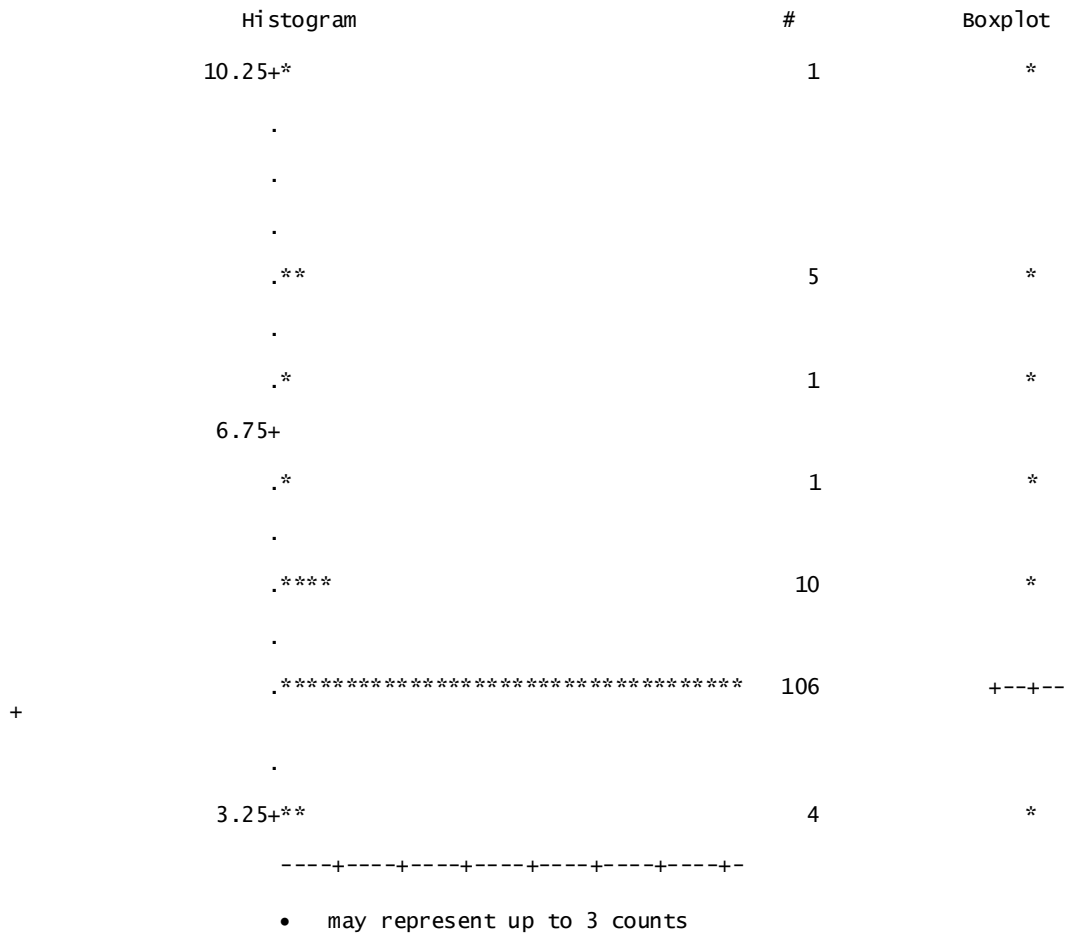 Histogram # Boxplot
10.25+* 1 *
.
.
.
.** 5 *
.
.* 1 *
6.75+
.* 1 *
.
.**** 10 *
.
.************************************ 106 +--+--
+
.
3.25+** 4 *
----+----+----+----+----+----+----+-
• may represent up to 3 counts